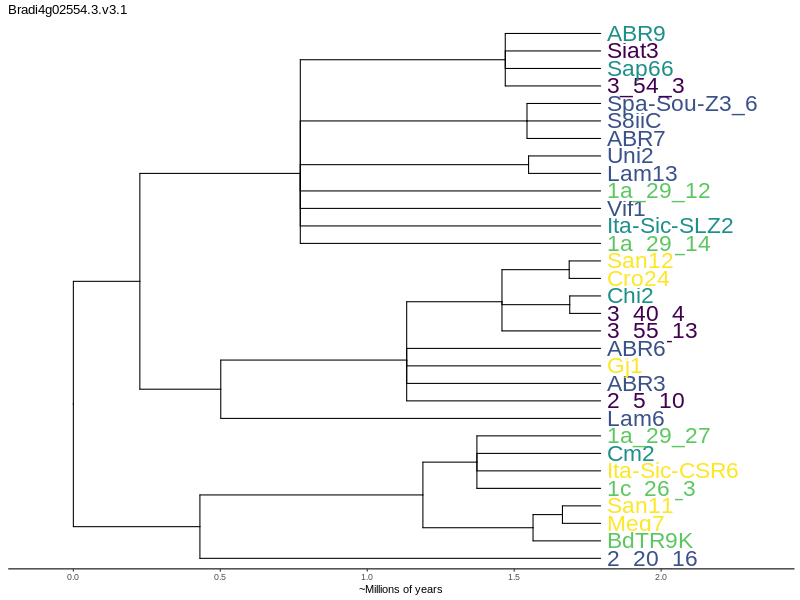 Bradi4g02554.3.v3.1
ABR9
Siat3
Sap66
3_54_3
Spa-Sou-Z3_6
S8iiC
ABR7
Uni2
Lam13
1a_29_12
Vif1
Ita-Sic-SLZ2
1a_29_14
San12
Cro24
Chi2
3_40_4
3_55_13
ABR6
Gj1
ABR3
2_5_10
Lam6
1a_29_27
Cm2
Ita-Sic-CSR6
1c_26_3
San11
Meg7
BdTR9K
2_20_16
0.0 0.5 1.0 1.5 2.0
~Millions of years